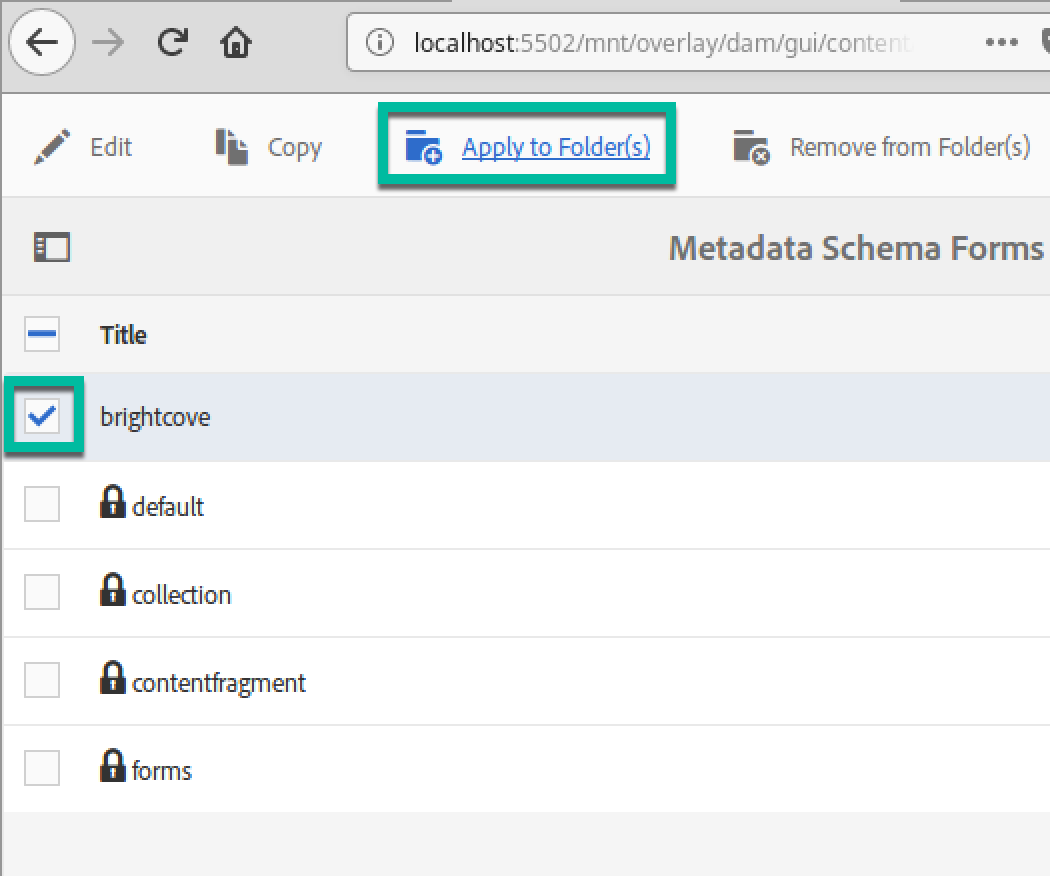 localhost:5502/mnt/overlay/dam/gui/content
Edit Copy Apply to Folder(s) Remove from Folder(s)
Metadata Schema Forms
Title
brightcove
default
collection
contentfragment
forms